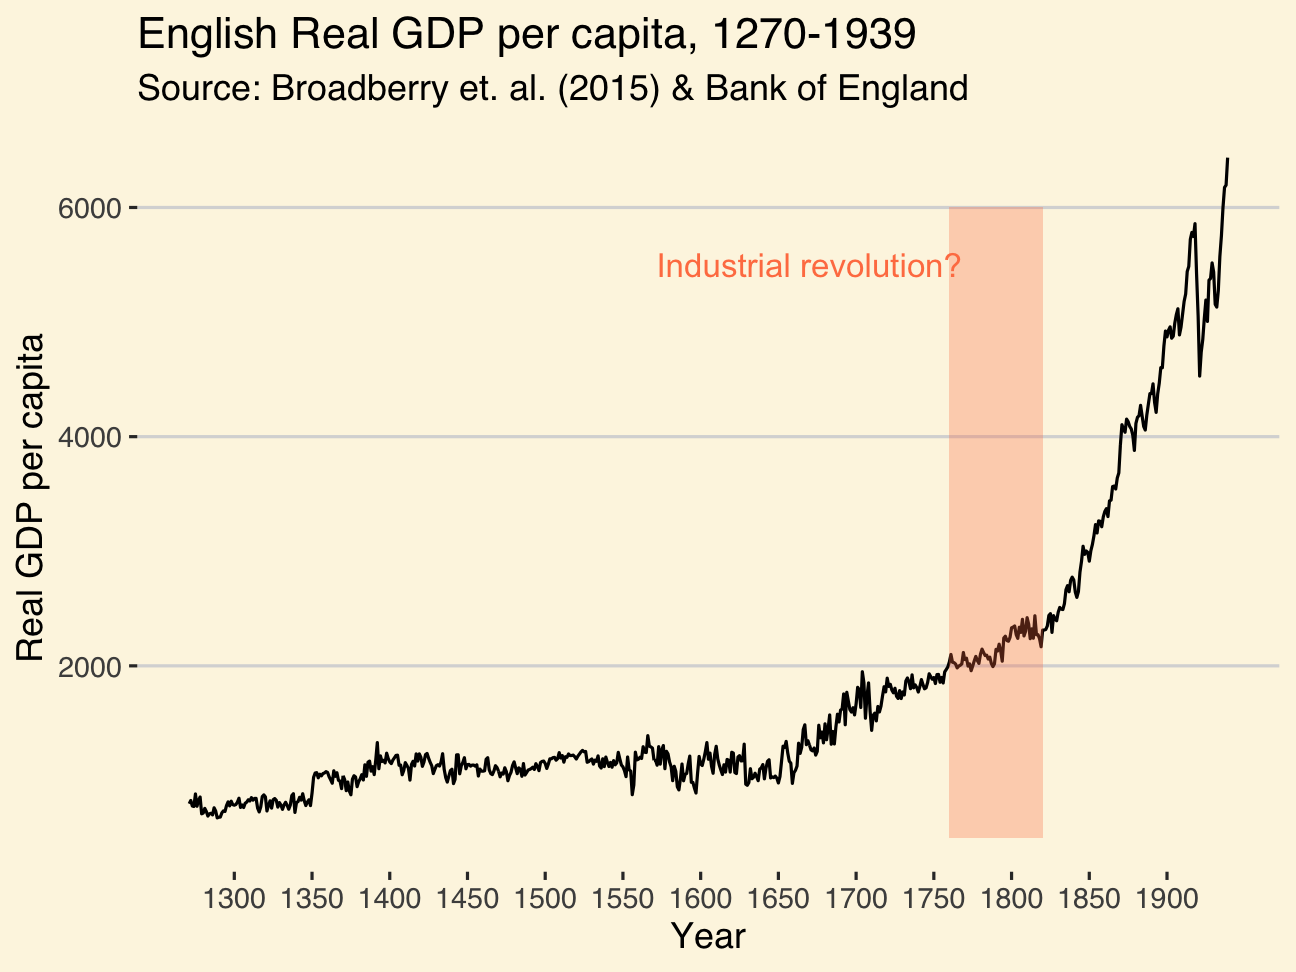 English Real GDP per capita, 1270-1939
Source: Broadberry et. al. (2015) & Bank of England
6000
Industrial revolution?
4000
2000
Real GDP per capita
1300 1350 1400 1450 1500 1550 1600 1650 1700 1750 1800 1850 1900
Year